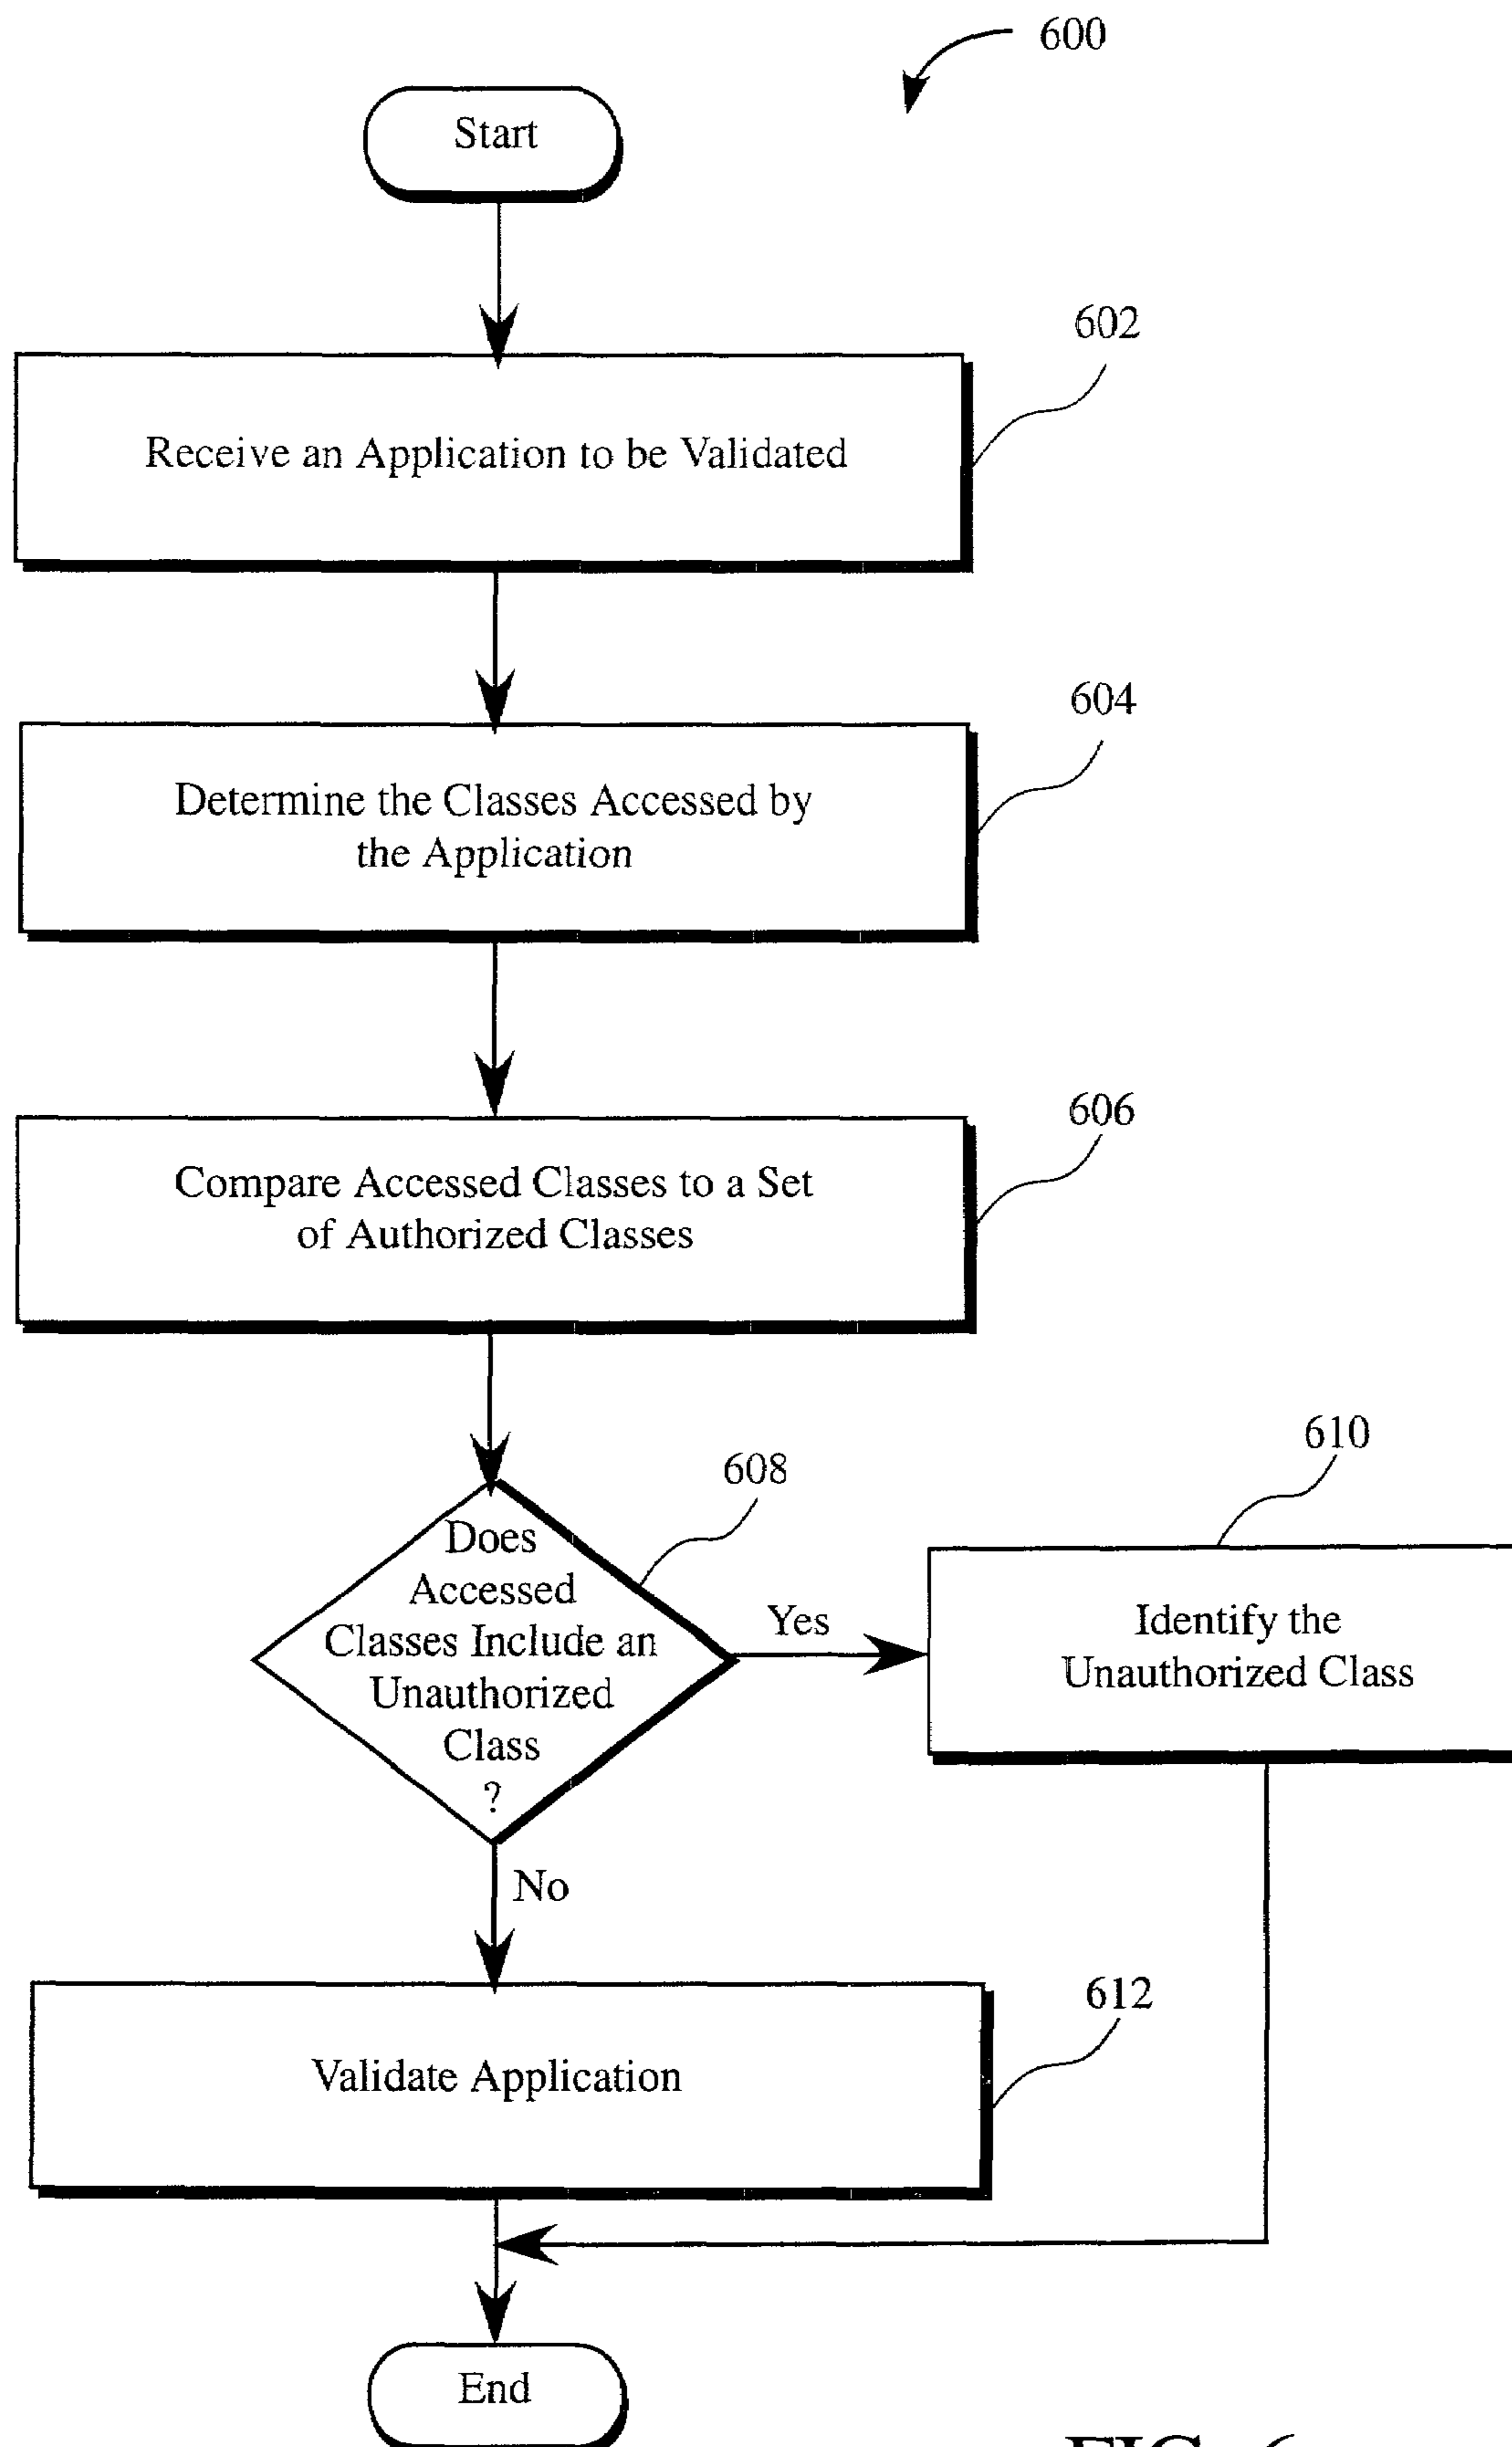 600
Start
602
Receive an Application to be Validated
604
Determine the Classes Accessed by
the Application
606
Compare Accessed Classes to a Set
of Authorized Classes
608
Does
Accessed
Classes Include an
Unauthorized
Class
?
Yes
610
Identify the
Unauthorized Class
No
612
Validate Application
End
FIG. 6